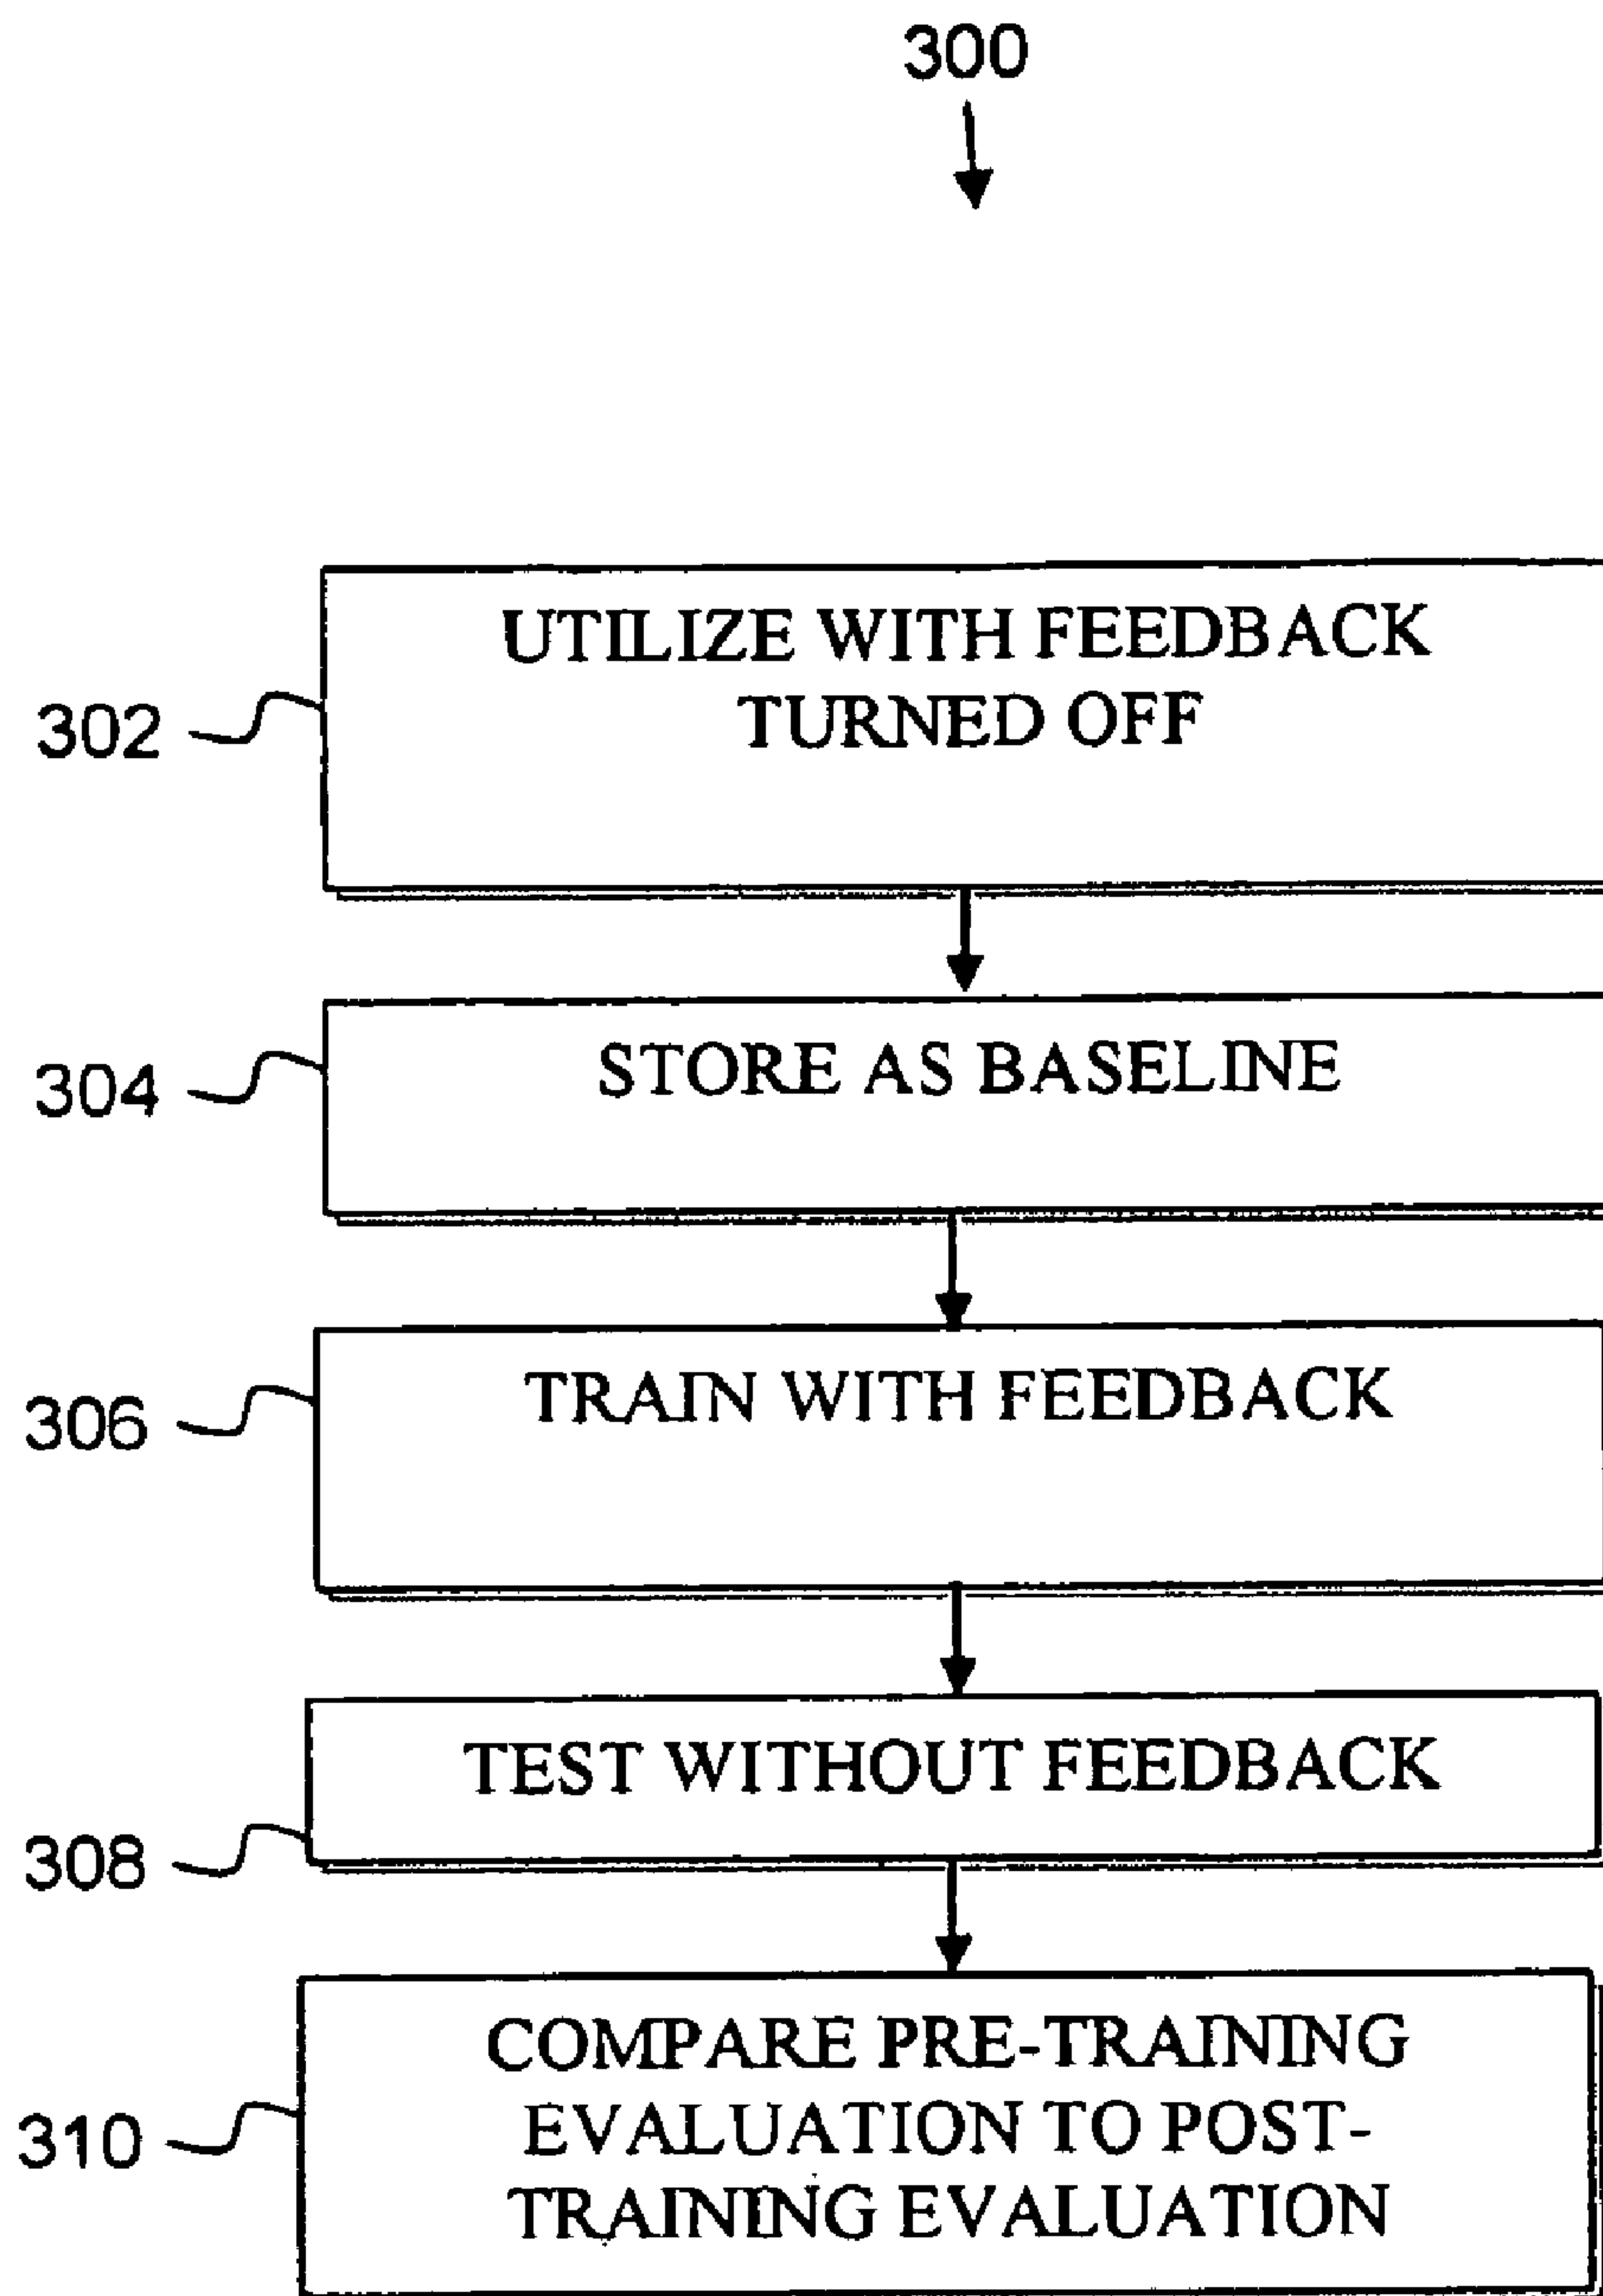 300
302
UTILIZE WITH FEEDBACK
TURNED OFF
304
STORE AS BASELINE
306
TRAIN WITH FEEDBACK
308
TEST WITHOUT FEEDBACK
310
COMPARE PRE-TRAINING
EVALUATION TO POST-
TRAINING EVALUATION